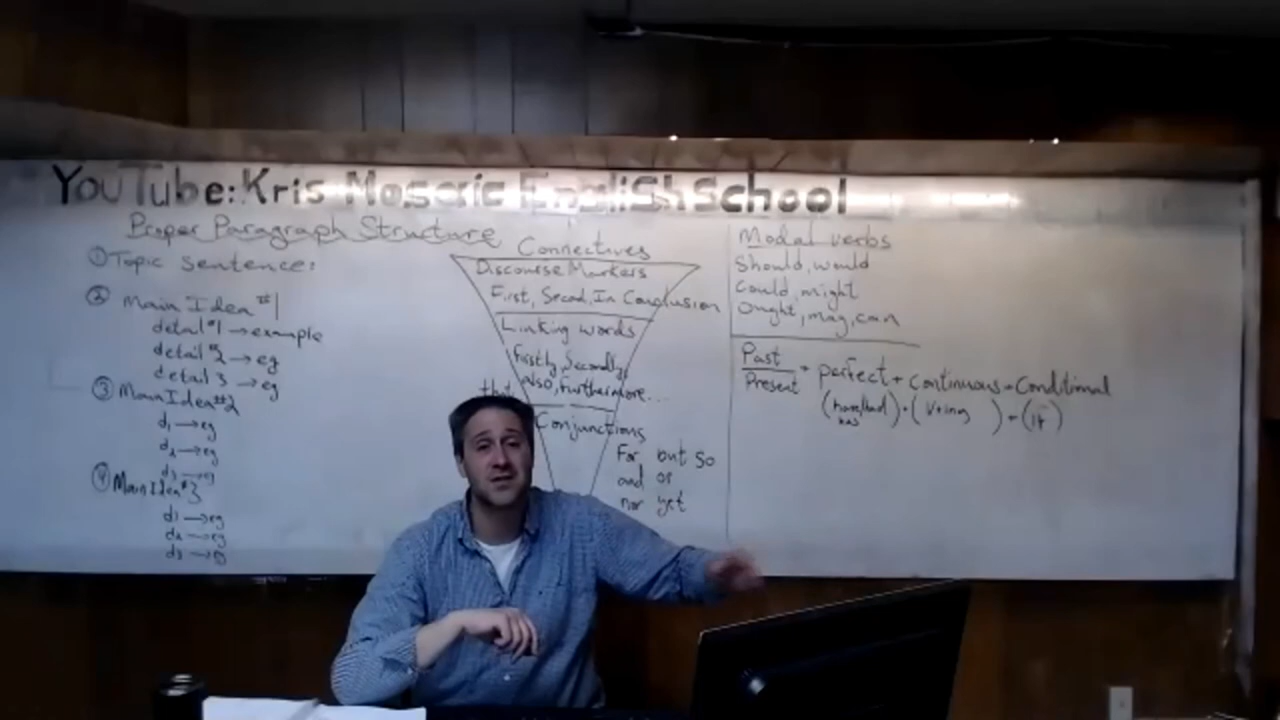 YouTube: Kris Mosaic English School
Proper Paragraph Structure
① Topic sentence:
② Main Idea #1
detail #1 → example
detail #2 → eg
detail 3 → eg
③ Main Idea #2
d1 → eg
d2 → eg
d3 → eg
④ Main Idea #3
d1 → eg
d2 → eg
d3 → eg
Connectives
Discourse Markers
First, Second, In Conclusion
Linking words
Firstly, Secondly,
also, Furthermore...
Conjunctions
For but so
and or
nor yet
Modal verbs
Should, would
Could, might
Ought, may, can
Past
Present
+ perfect + continuous + Conditional
(have/had) + (V+ing ) + (if )
has